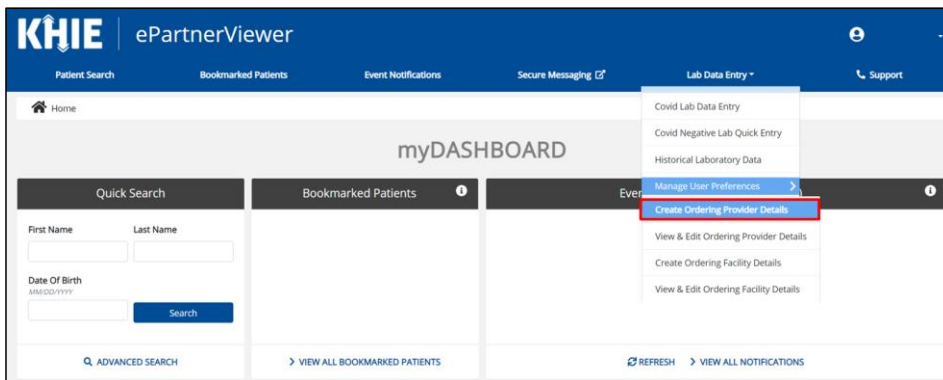 KHIE ePartnerViewer
Patient Search Bookmarked Patients Event Notifications Secure Messaging Lab Data Entry Support
Home
Covid Lab Data Entry
Covid Negative Lab Quick Entry
myDASHBOARD
Historical Laboratory Data
Manage User Preferences
Quick Search Bookmarked Patients
Create Ordering Provider Details
First Name Last Name
View & Edit Ordering Provider Details
Create Ordering Facility Details
Date Of Birth
MM/DD/YYYY
View & Edit Ordering Facility Details
Search
ADVANCED SEARCH VIEW ALL BOOKMARKED PATIENTS REFRESH VIEW ALL NOTIFICATIONS